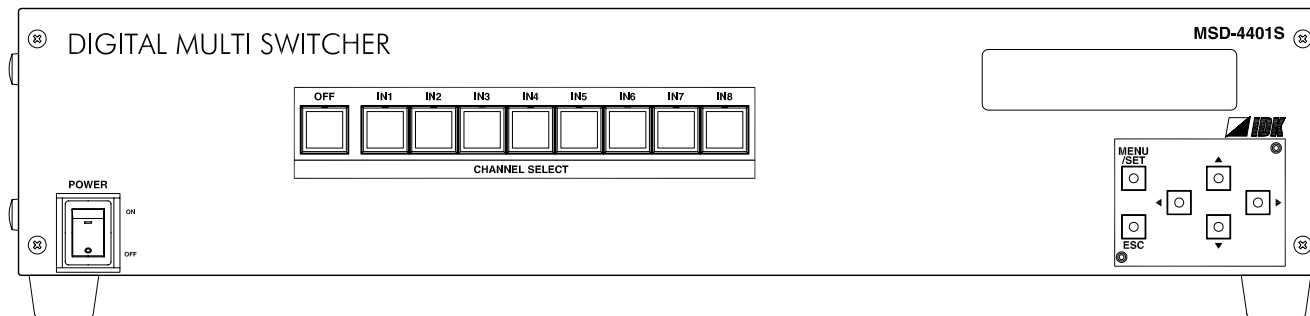 DIGITAL MULTI SWITCHER
MSD-4401S
OFF IN1 IN2 IN3 IN4 IN5 IN6 IN7 IN8
CHANNEL SELECT
IDK
MENU
/SET
ESC
POWER
ON
OFF